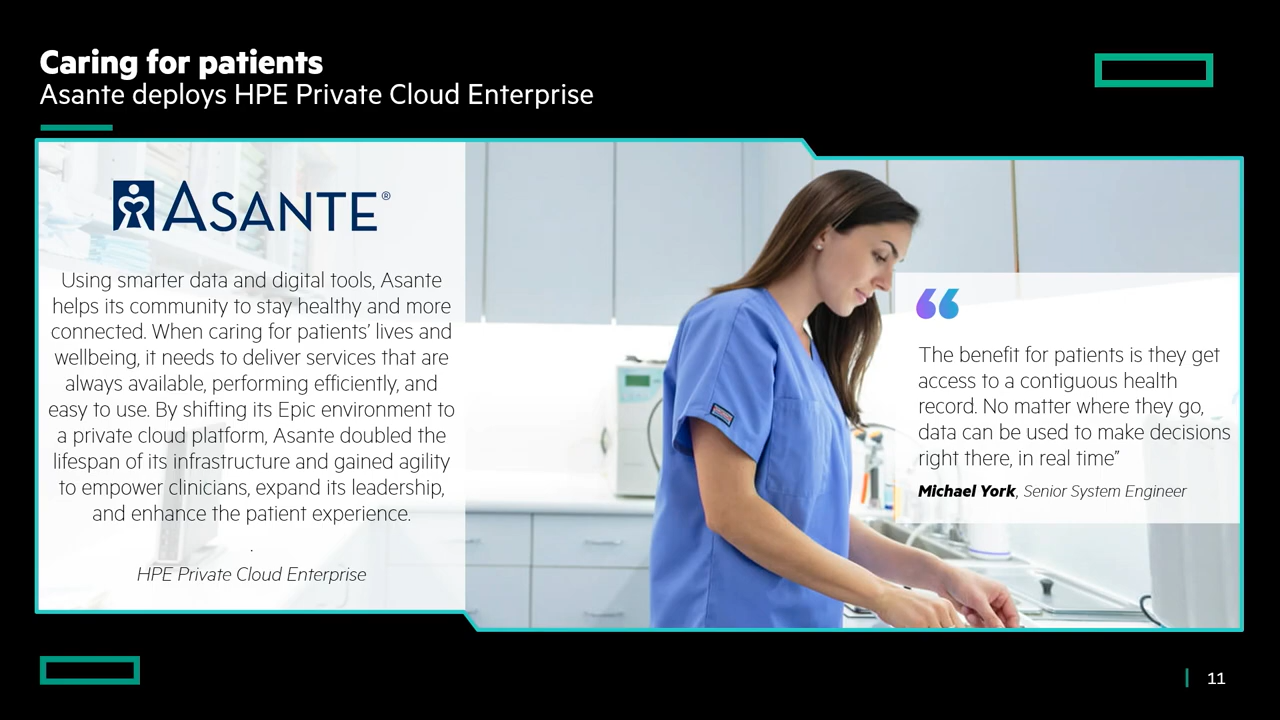 Caring for patients
Asante deploys HPE Private Cloud Enterprise
ASANTE®
Using smarter data and digital tools, Asante
helps its community to stay healthy and more
connected. When caring for patients’ lives and
wellbeing, it needs to deliver services that are
always available, performing efficiently, and
easy to use. By shifting its Epic environment to
a private cloud platform, Asante doubled the
lifespan of its infrastructure and gained agility
to empower clinicians, expand its leadership,
and enhance the patient experience.
.
HPE Private Cloud Enterprise
“
The benefit for patients is they get
access to a contiguous health
record. No matter where they go,
data can be used to make decisions
right there, in real time”
Michael York, Senior System Engineer
11